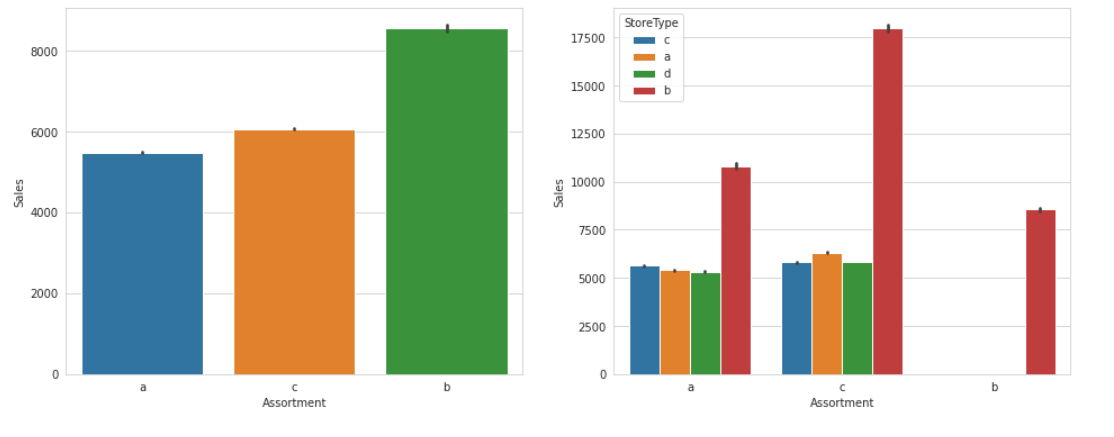 8000
6000
4000
2000
0
Sales
a c b
Assortment
StoreType
c
a
d
b
17500
15000
12500
10000
7500
5000
2500
0
Sales
a c b
Assortment